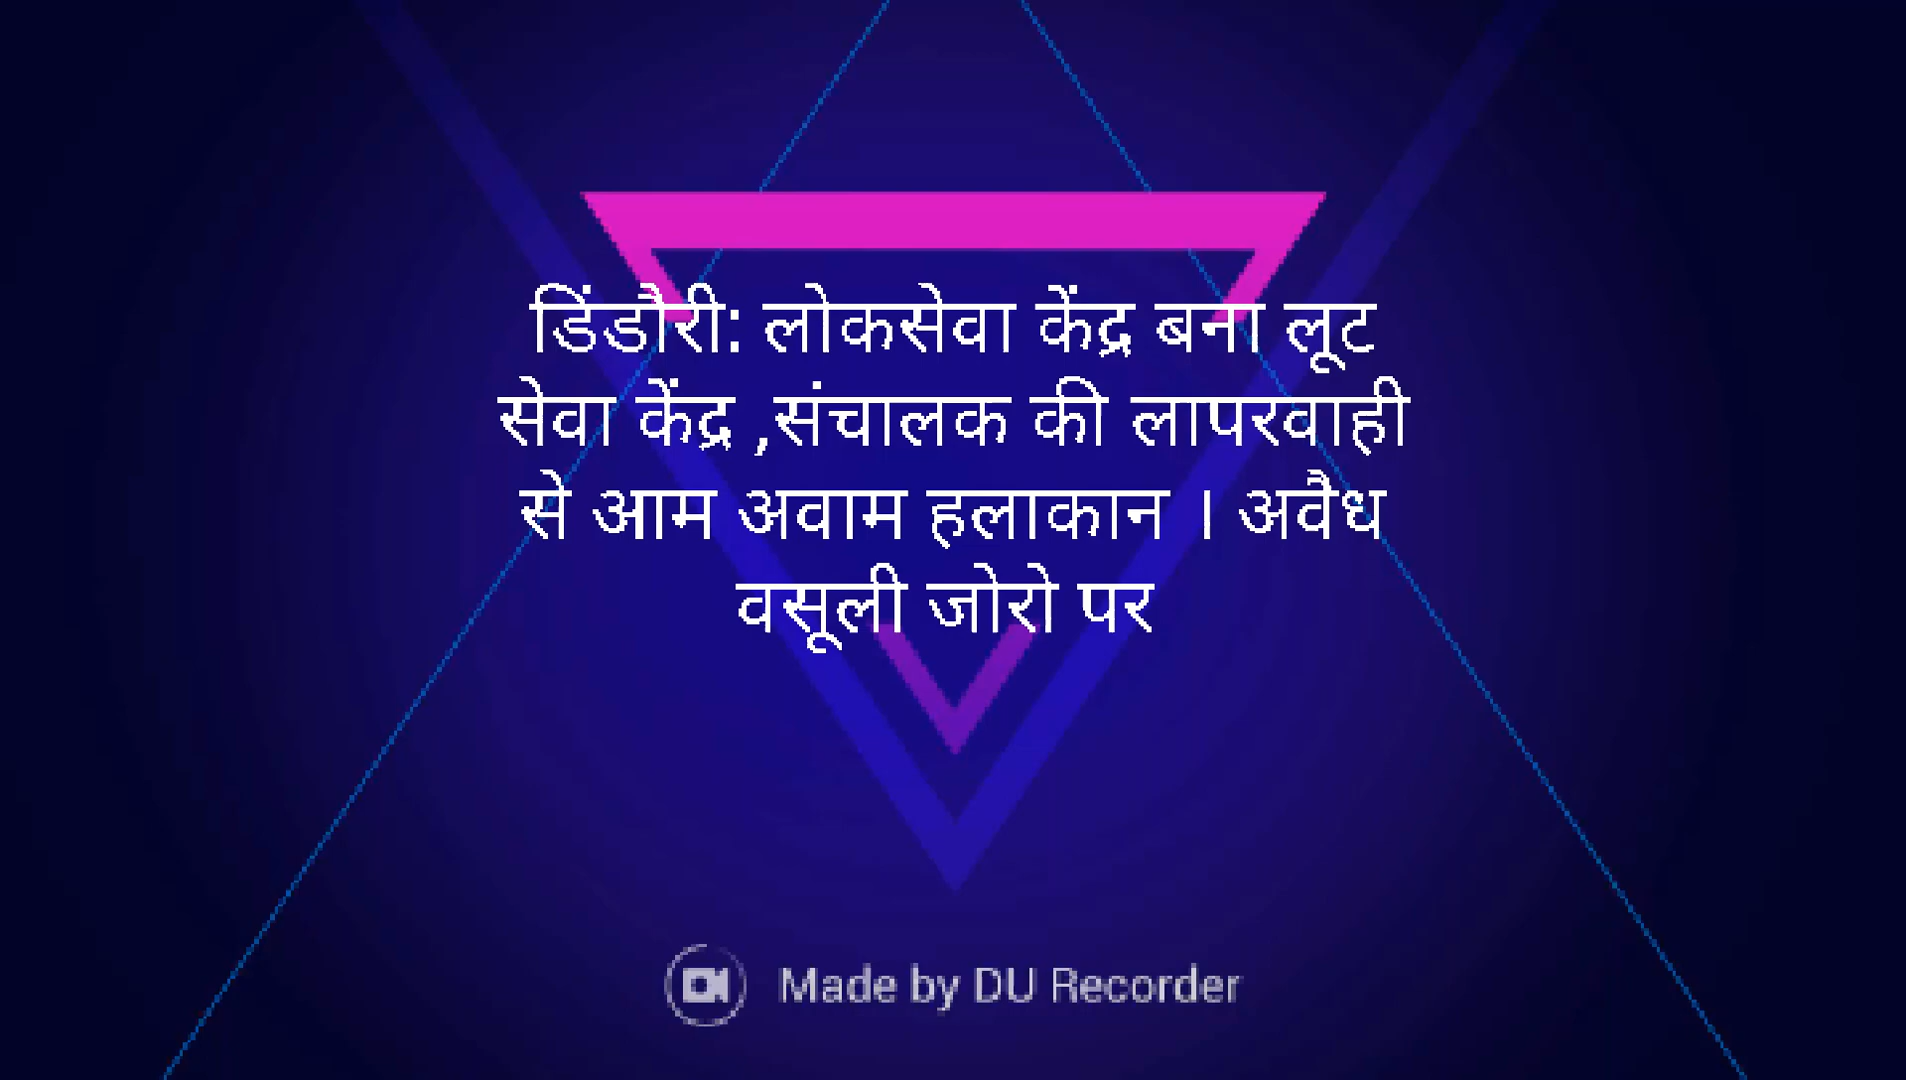 डिंडौरी: लोकसेवा केंद्र बना लूट
सेवा केंद्र ,संचालक की लापरवाही
से आम अवाम हलाकान । अवैध
वसूली जोरो पर
Made by DU Recorder